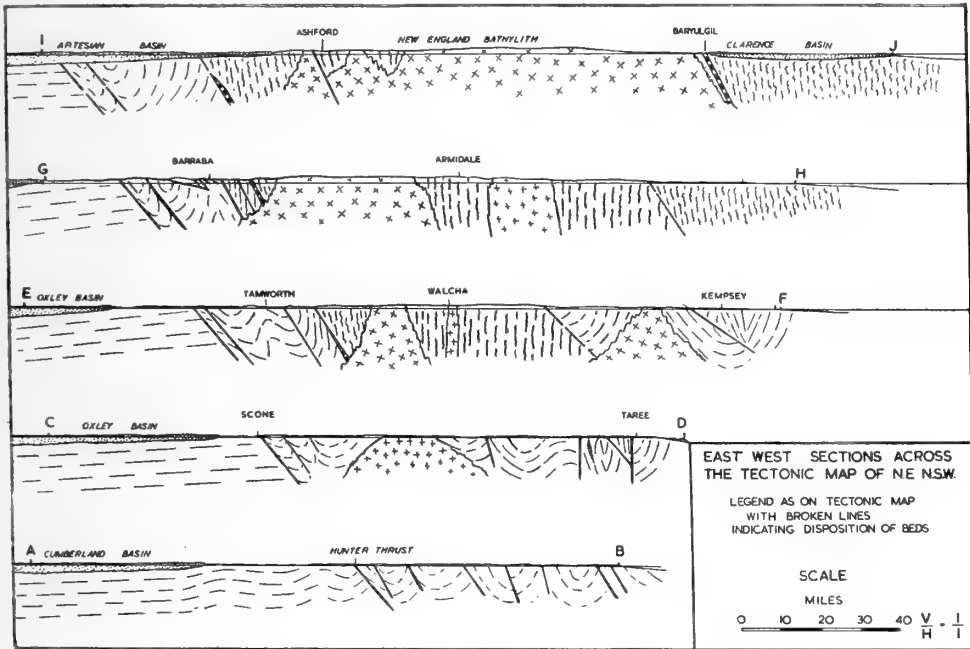 I
ARTESIAN BASIN
ASHFORD
NEW ENGLAND BATHYLITH
BARYULGIL
CLARENCE BASIN
J
G
BARRABA
ARMIDALE
H
E
OXLEY BASIN
TAMWORTH
WALCHA
KEMPSEY
F
C
OXLEY BASIN
SCONE
TAREE
D
A
CUMBERLAND BASIN
HUNTER THRUST
B
EAST WEST SECTIONS ACROSS
THE TECTONIC MAP OF N.E N.S.W.
LEGEND AS ON TECTONIC MAP
WITH BROKEN LINES
INDICATING DISPOSITION OF BEDS
SCALE
MILES
0 10 20 30 40 V/H - 1/1